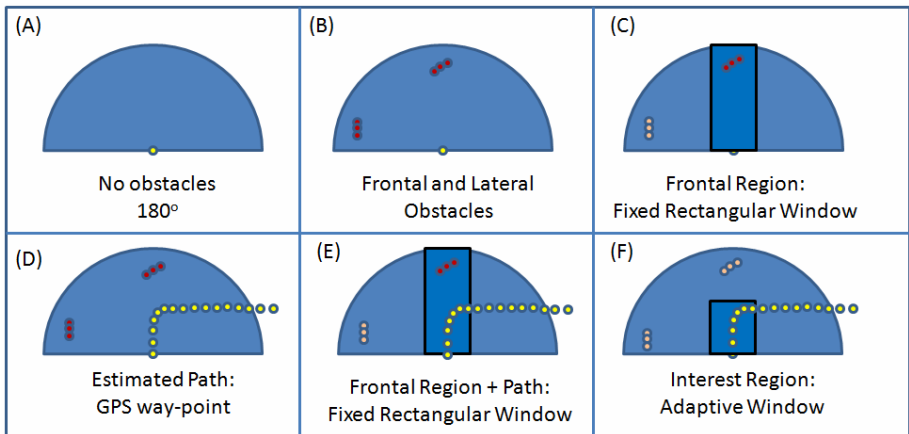 (A)
No obstacles
180°
(B)
Frontal and Lateral
Obstacles
(C)
Frontal Region:
Fixed Rectangular Window
(D)
Estimated Path:
GPS way-point
(E)
Frontal Region + Path:
Fixed Rectangular Window
(F)
Interest Region:
Adaptive Window